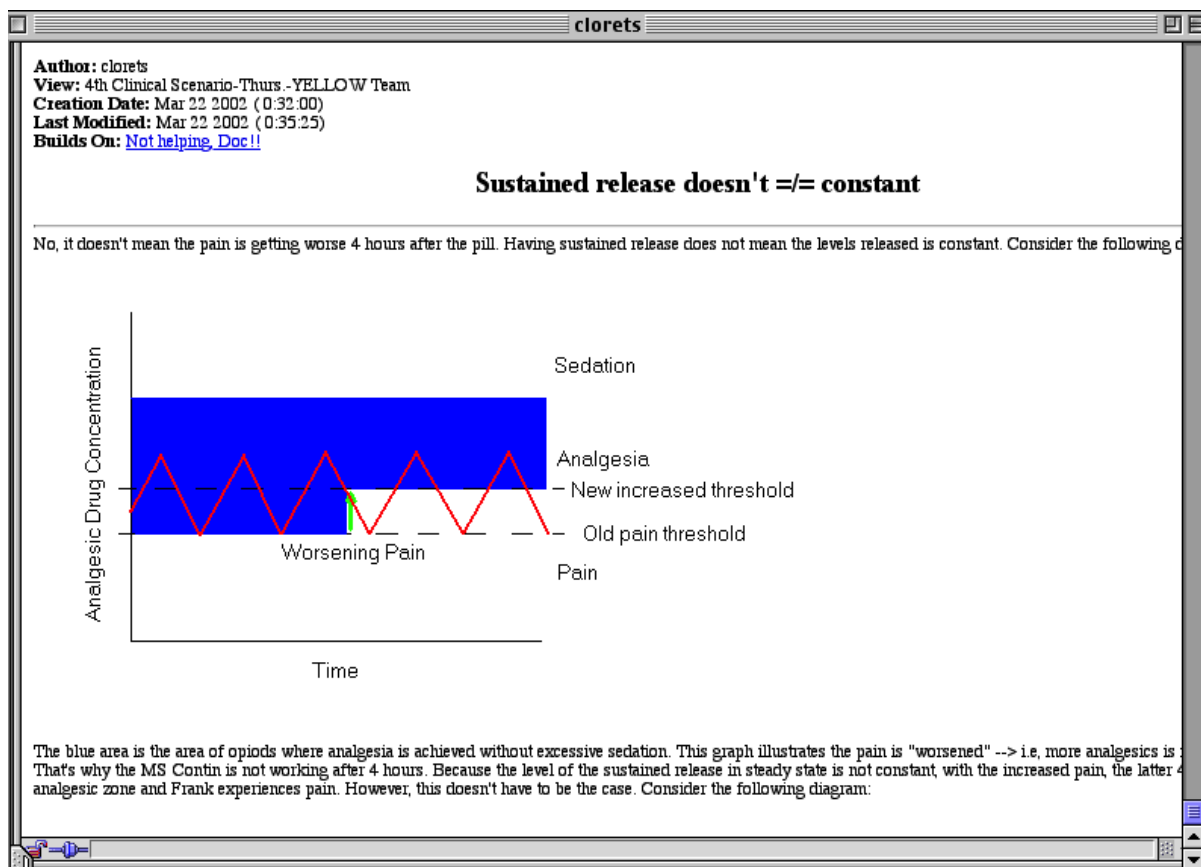 clorets
Author: clorets
View: 4th Clinical Scenario-Thurs.-YELLOW Team
Creation Date: Mar 22 2002 (0:32:00)
Last Modified: Mar 22 2002 (0:35:25)
Builds On: Not helping, Doc!!
Sustained release doesn't =/= constant
No, it doesn't mean the pain is getting worse 4 hours after the pill. Having sustained release does not mean the levels released is constant. Consider the following d
Sedation
Analgesia
New increased threshold
Old pain threshold
Worsening Pain
Pain
Analgesic Drug Concentration
Time
The blue area is the area of opiods where analgesia is achieved without excessive sedation. This graph illustrates the pain is "worsened" --> i.e, more analgesics is
That's why the MS Contin is not working after 4 hours. Because the level of the sustained release in steady state is not constant, with the increased pain, the latter 4
analgesic zone and Frank experiences pain. However, this doesn't have to be the case. Consider the following diagram: